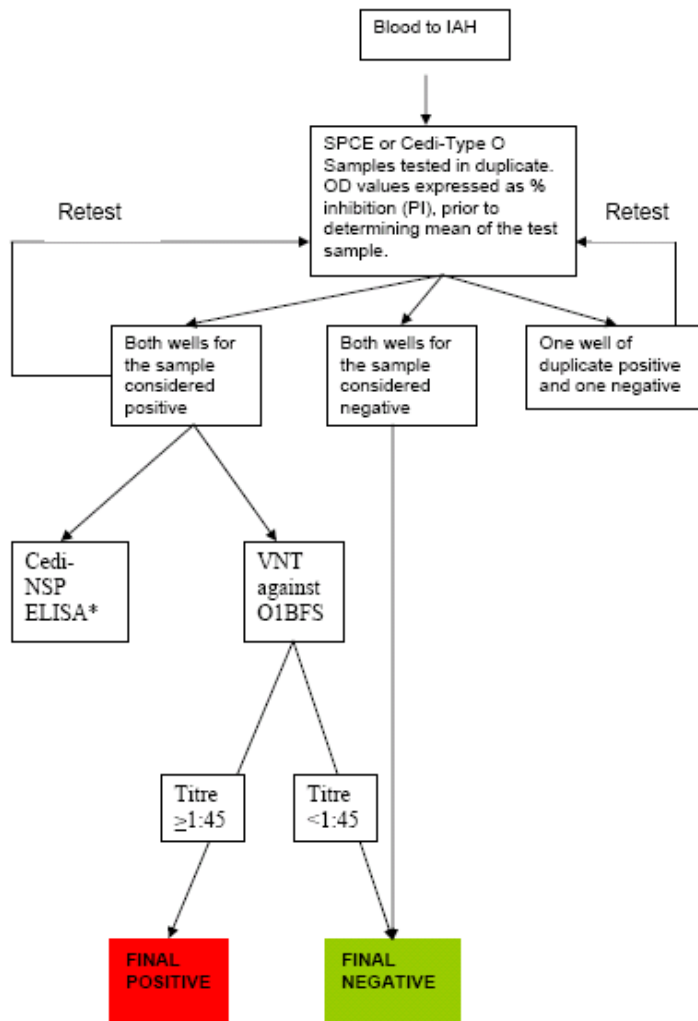 Blood to IAH
SPCE or Cedi-Type O
Samples tested in duplicate.
OD values expressed as %
inhibition (PI), prior to
determining mean of the test
sample.
Retest
Retest
Both wells for
the sample
considered
positive
Both wells for
the sample
considered
negative
One well of
duplicate positive
and one negative
Cedi-
NSP
ELISA*
VNT
against
O1BFS
Titre
≥1:45
Titre
<1:45
FINAL
POSITIVE
FINAL
NEGATIVE